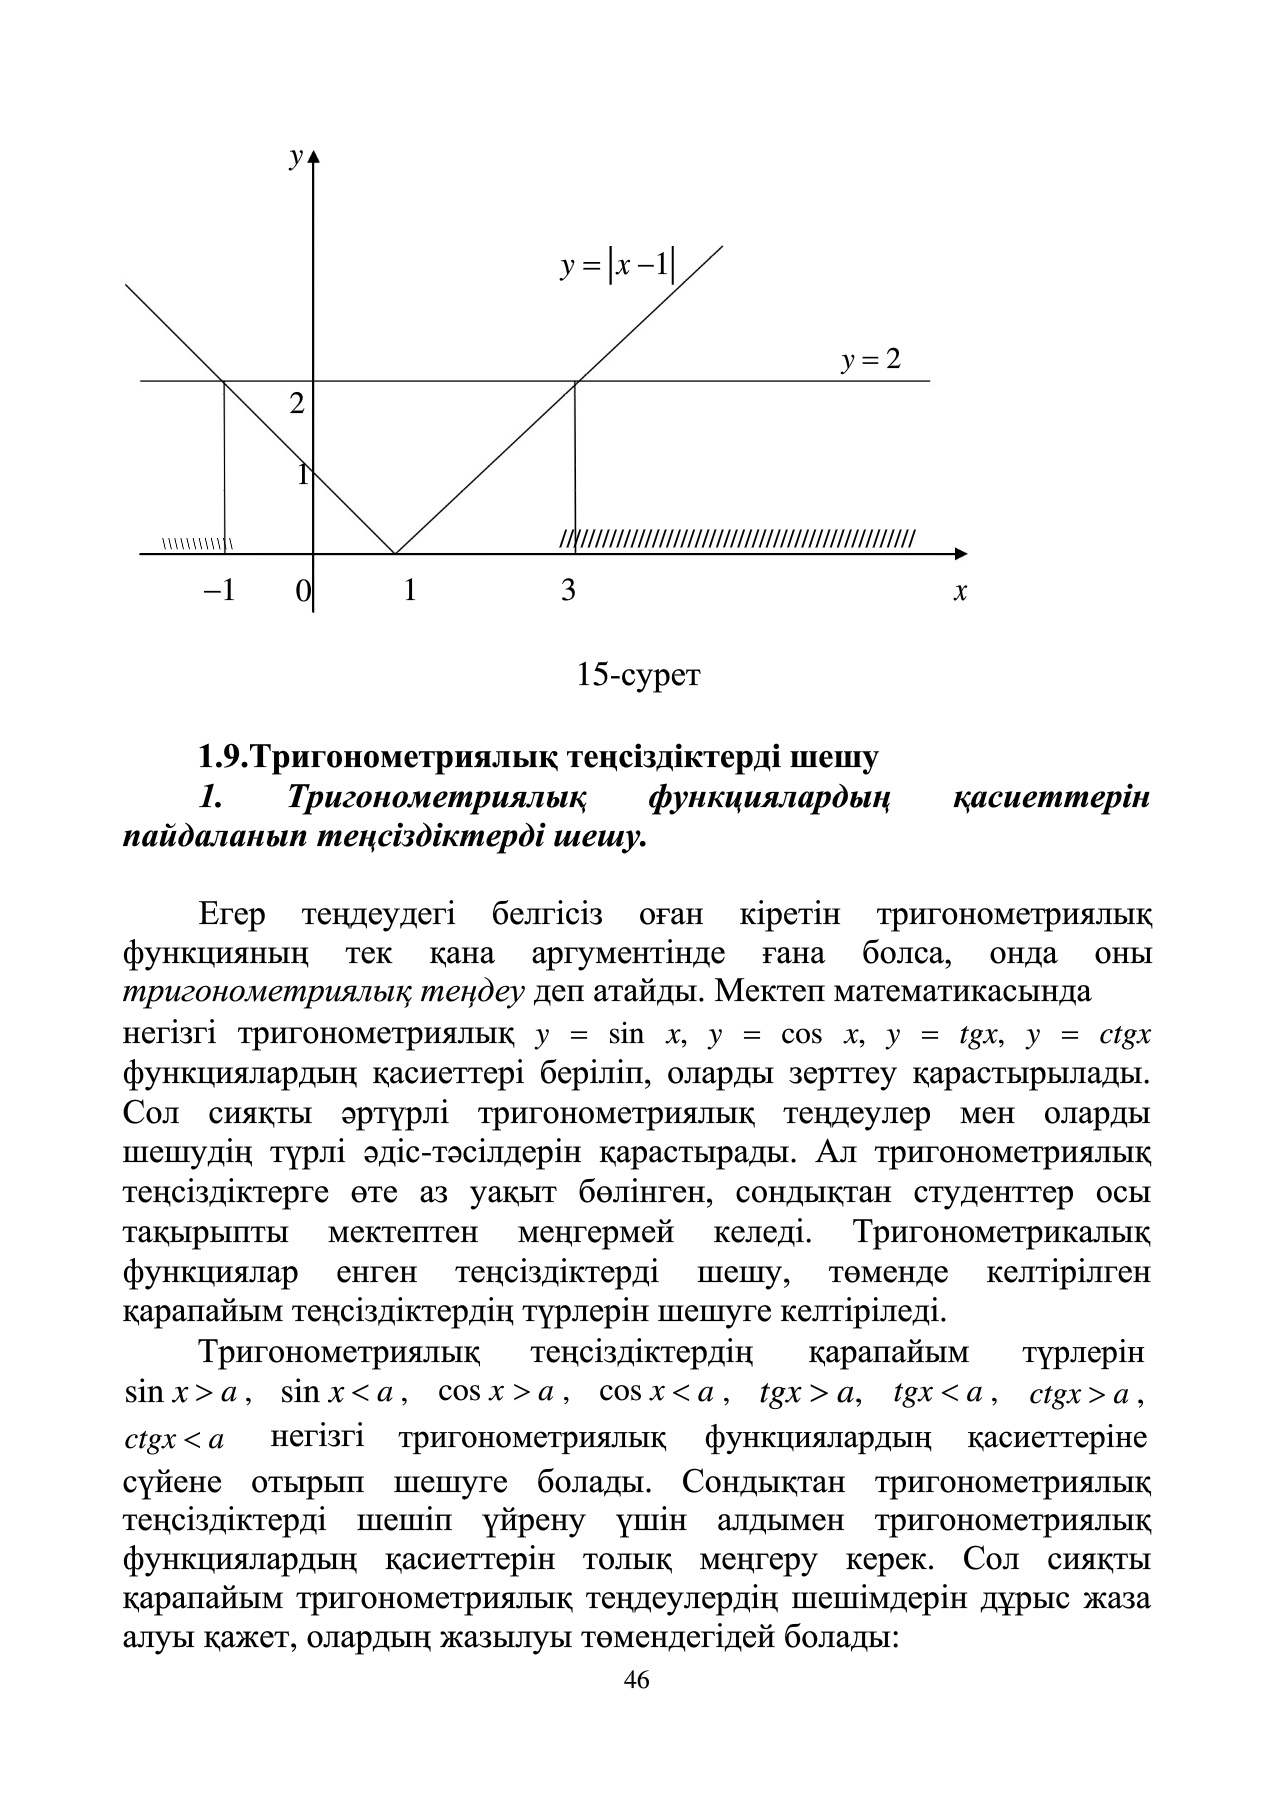 y
y = |x − 1|
y = 2
2
1
−1 0 1 3 x
15-сурет
1.9.Тригонометриялық теңсіздіктерді шешу
1. Тригонометриялық функциялардың қасиеттерін
пайдаланып теңсіздіктерді шешу.
Егер теңдеудегі белгісіз оған кіретін тригонометриялық
функцияның тек қана аргументінде ғана болса, онда оны
тригонометриялық теңдеу деп атайды. Мектеп математикасында
негізгі тригонометриялық y = sin x, y = cos x, y = tgx, y = ctgx
функциялардың қасиеттері беріліп, оларды зерттеу қарастырылады.
Сол сияқты әртүрлі тригонометриялық теңдеулер мен оларды
шешудің түрлі әдіс-тәсілдерін қарастырады. Ал тригонометриялық
теңсіздіктерге өте аз уақыт бөлінген, сондықтан студенттер осы
тақырыпты мектептен меңгермей келеді. Тригонометрикалық
функциялар енген теңсіздіктерді шешу, төменде келтірілген
қарапайым теңсіздіктердің түрлерін шешуге келтіріледі.
Тригонометриялық теңсіздіктердің қарапайым түрлерін
sin x > a , sin x < a , cos x > a , cos x < a , tgx > a, tgx < a , ctgx > a ,
ctgx < a негізгі тригонометриялық функциялардың қасиеттеріне
сүйене отырып шешуге болады. Сондықтан тригонометриялық
теңсіздіктерді шешіп үйрену үшін алдымен тригонометриялық
функциялардың қасиеттерін толық меңгеру керек. Сол сияқты
қарапайым тригонометриялық теңдеулердің шешімдерін дұрыс жаза
алуы қажет, олардың жазылуы төмендегідей болады:
46